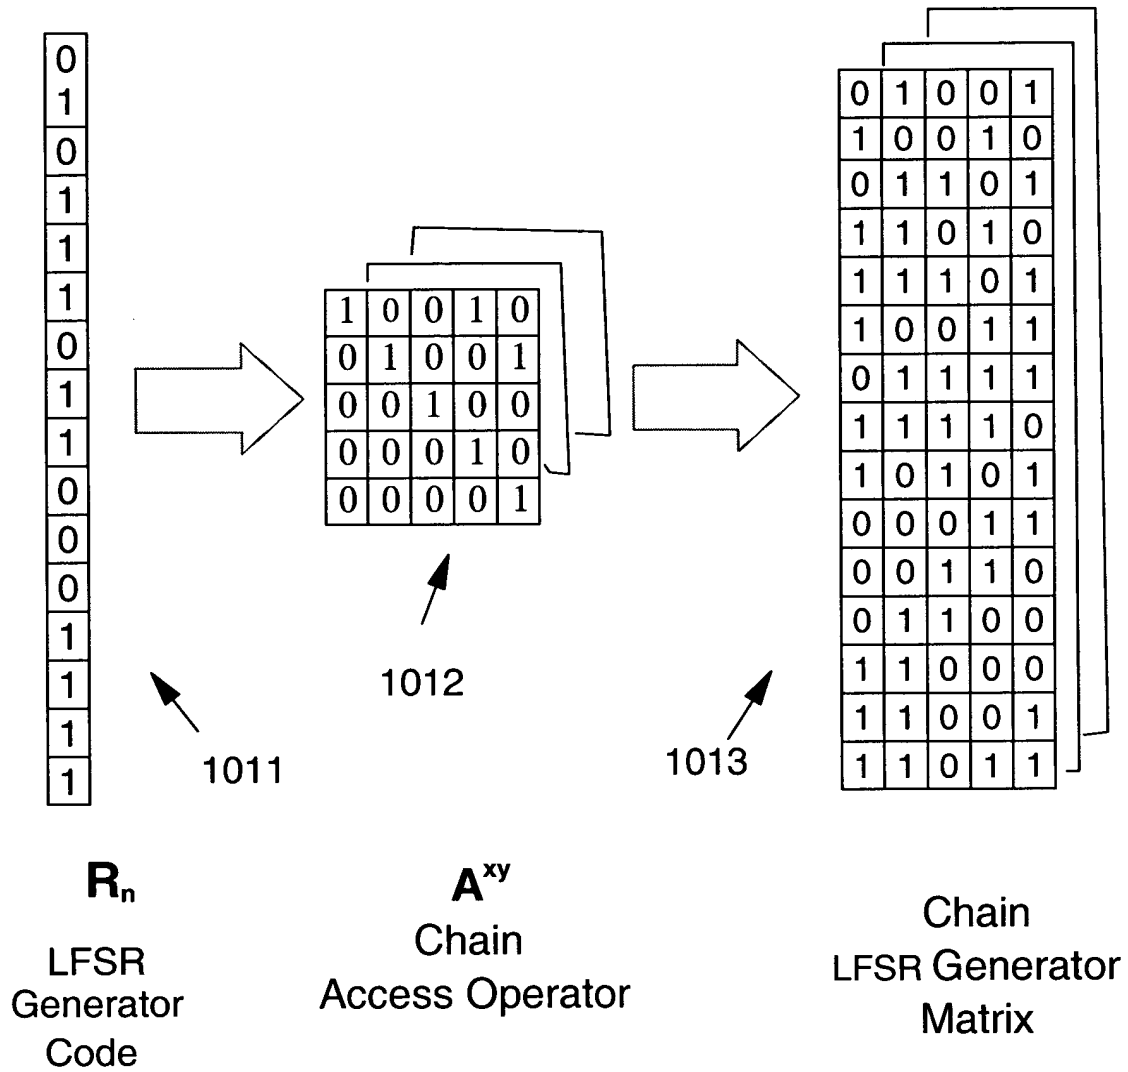 0
1
0
1
1
1
0
1
1
0
0
0
1
1
1
1
1011
R_n
LFSR
Generator
Code
1 0 0 1 0
0 1 0 0 1
0 0 1 0 0
0 0 0 1 0
0 0 0 0 1
1012
A^xy
Chain
Access Operator
0 1 0 0 1
1 0 0 1 0
0 1 1 0 1
1 1 0 1 0
1 1 1 0 1
1 0 0 1 1
0 1 1 1 1
1 1 1 1 0
1 0 1 0 1
0 0 0 1 1
0 0 1 1 0
0 1 1 0 0
1 1 0 0 0
1 1 0 0 1
1 1 0 1 1
1013
Chain
LFSR Generator
Matrix